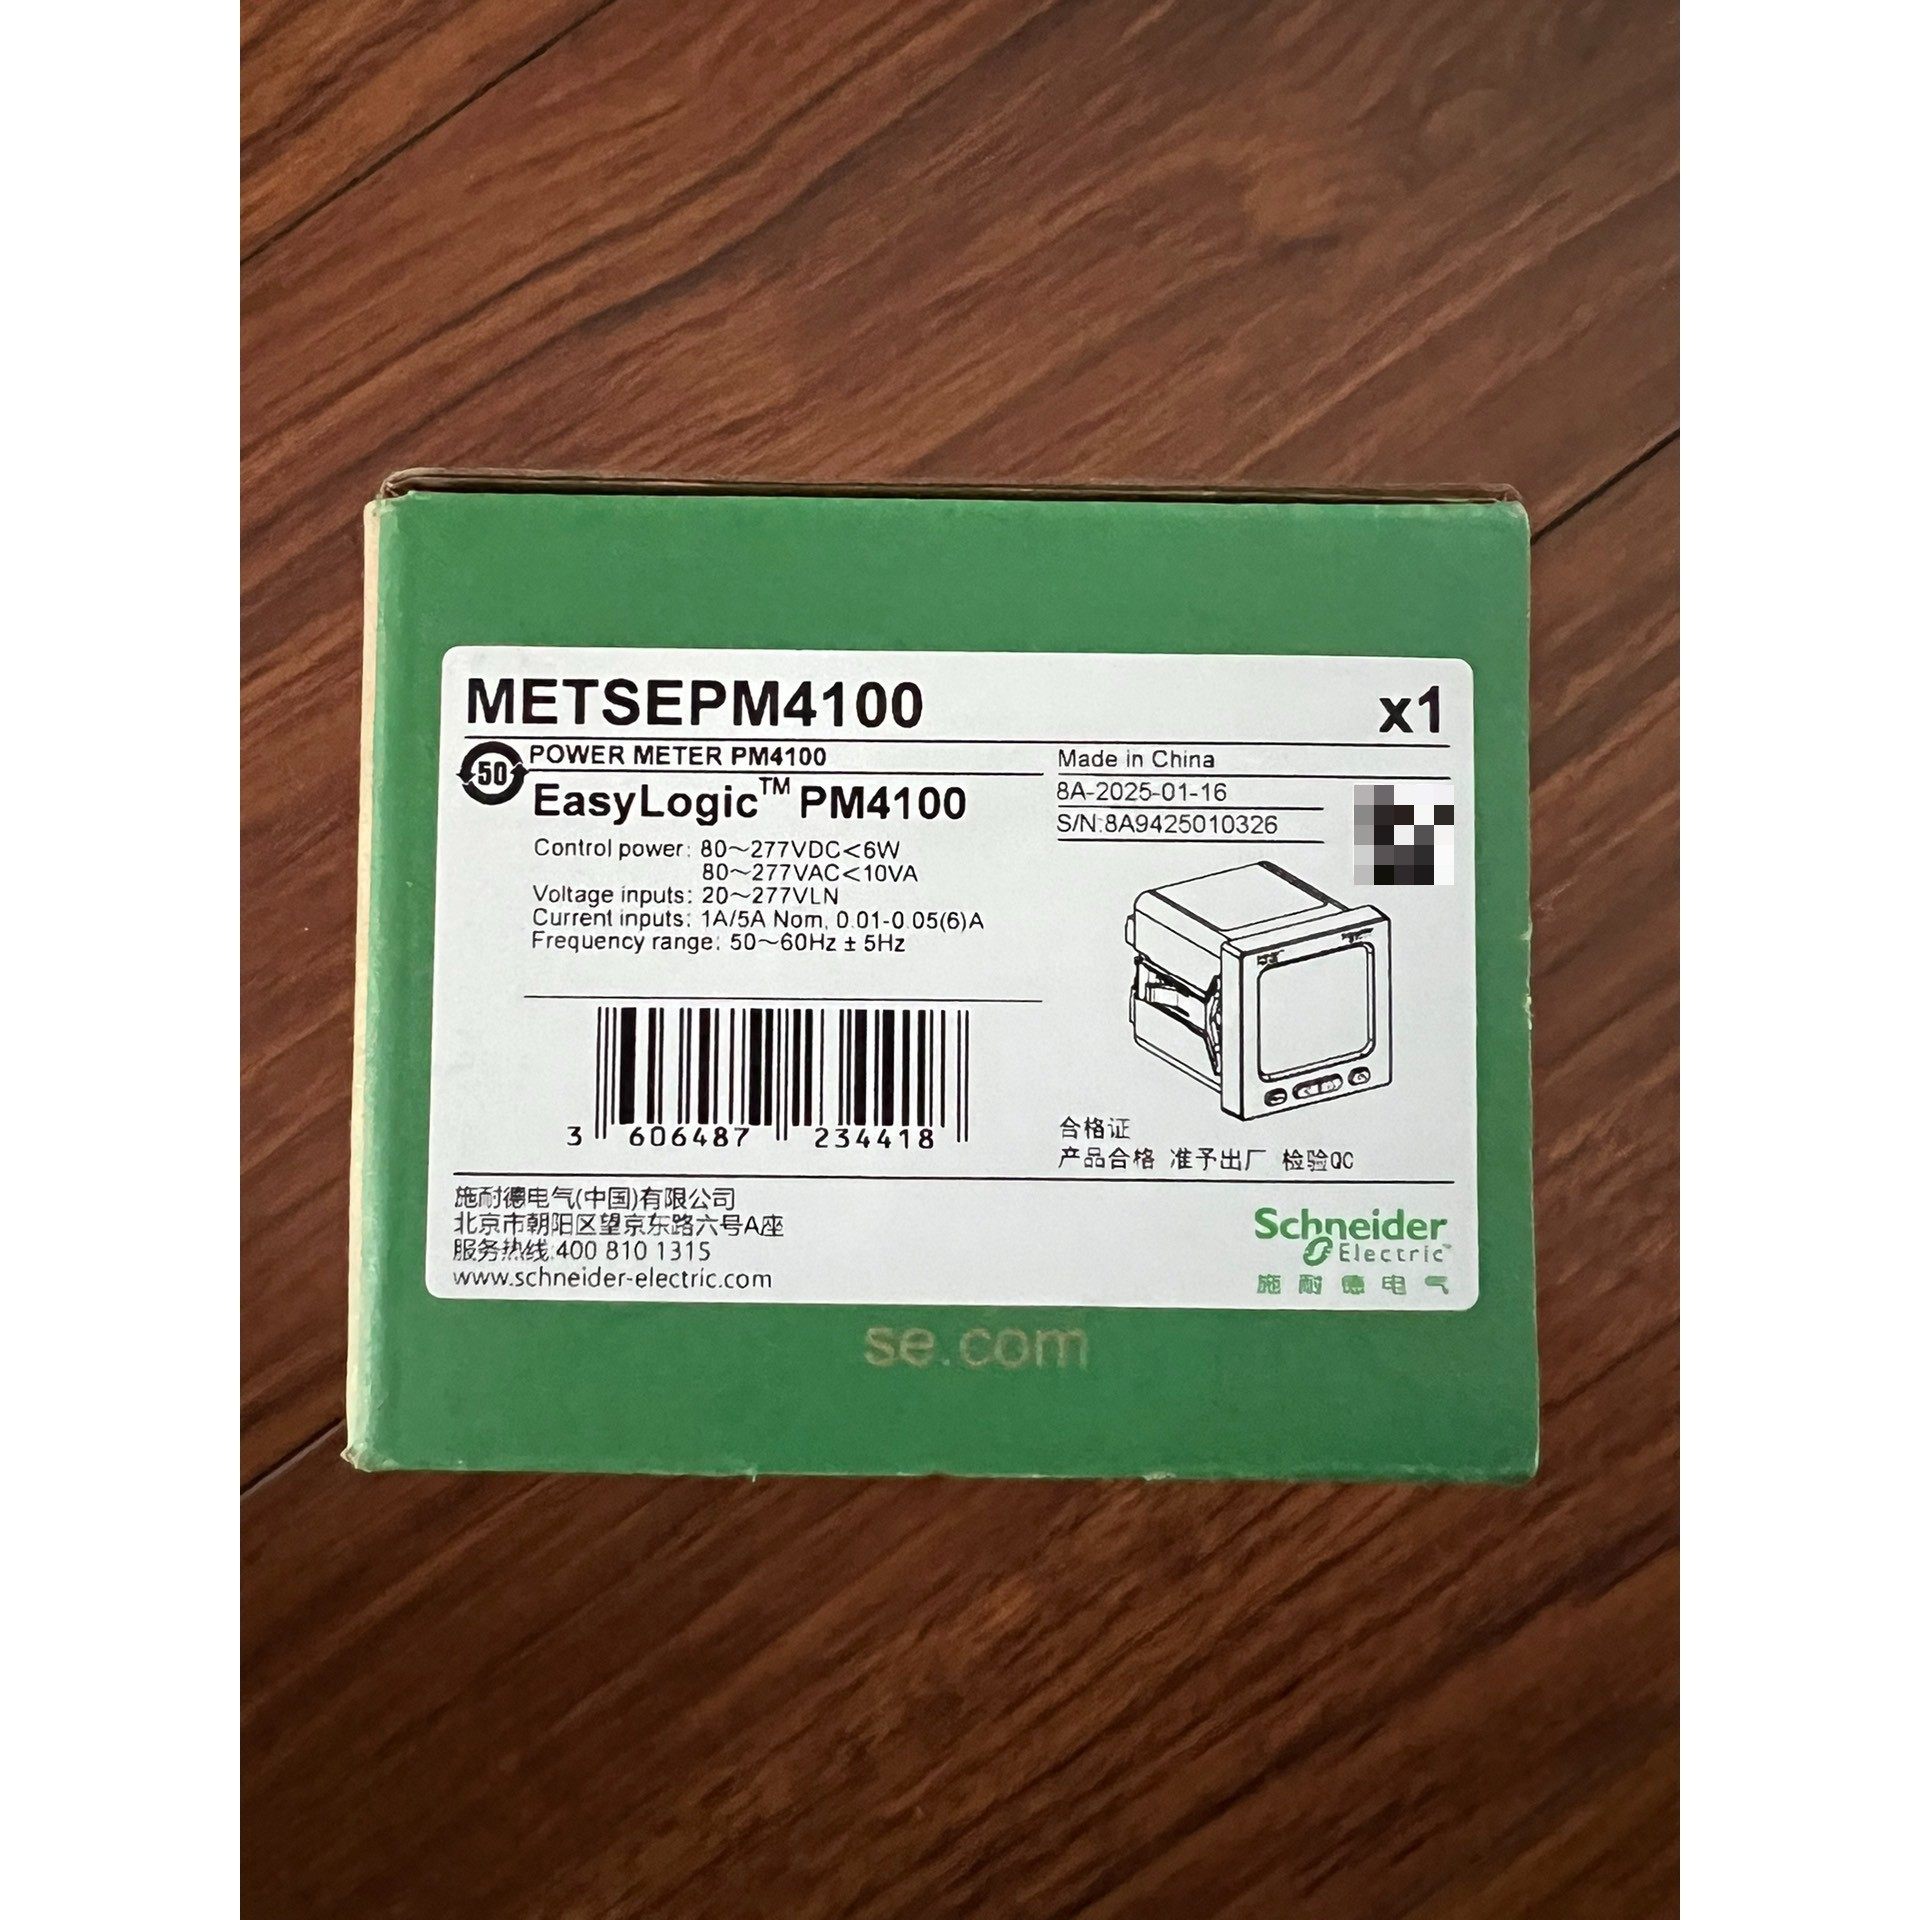 METSEPM4100
x1
50
POWER METER PM4100
Made in China
EasyLogic™ PM4100
8A-2025-01-16
S/N:8A9425010326
Control power: 80~277VDC<6W
80~277VAC<10VA
Voltage inputs: 20~277VLN
Current inputs: 1A/5A Nom, 0.01-0.05(6)A
Frequency range: 50~60Hz ± 5Hz
3 606487 234418
合格证
产品合格 准予出厂 检验QC
施耐德电气(中国)有限公司
北京市朝阳区望京东路六号A座
服务热线:400 810 1315
www.schneider-electric.com
Schneider
Electric™
施耐德电气
se.com